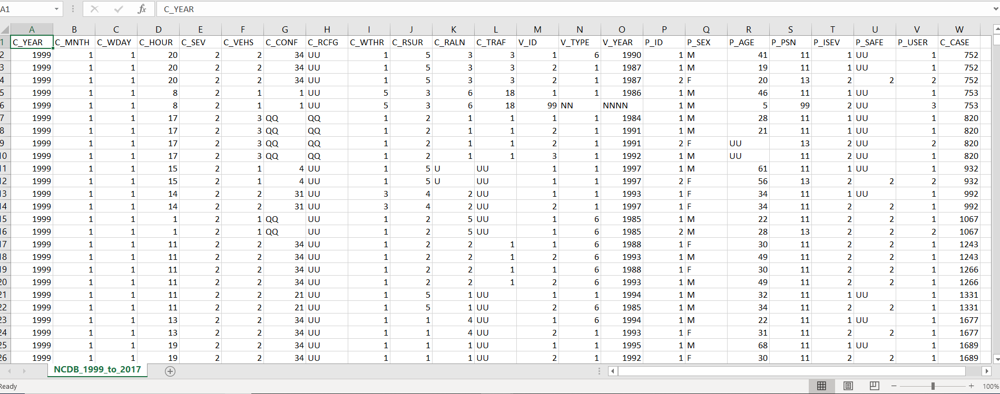 A1 fx C_YEAR
A B C D E F G H I J K L M N O P Q R S T U V W
1 C_YEAR C_MNTH C_WDAY C_HOUR C_SEV C_VEHS C_CONF C_RCFG C_WTHR C_RSUR C_RALN C_TRAF V_ID V_TYPE V_YEAR P_ID P_SEX P_AGE P_PSN P_ISEV P_SAFE P_USER C_CASE
2 1999 1 1 20 2 2 34 UU 1 5 3 3 1 6 1990 1 M 41 11 1 UU 1 752
3 1999 1 1 20 2 2 34 UU 1 5 3 3 2 1 1987 1 M 19 11 1 UU 1 752
4 1999 1 1 20 2 2 34 UU 1 5 3 3 2 1 1987 2 F 20 13 2 2 2 752
5 1999 1 1 8 2 1 1 UU 5 3 6 18 1 1 1986 1 M 46 11 1 UU 1 753
6 1999 1 1 8 2 1 1 UU 5 3 6 18 99 NN NNNN 1 M 5 99 2 UU 3 753
7 1999 1 1 17 2 3 QQ QQ 1 2 1 1 1 1 1984 1 M 28 11 1 UU 1 820
8 1999 1 1 17 2 3 QQ QQ 1 2 1 1 2 1 1991 1 M 21 11 1 UU 1 820
9 1999 1 1 17 2 3 QQ QQ 1 2 1 1 2 1 1991 2 F UU 13 2 UU 2 820
10 1999 1 1 17 2 3 QQ QQ 1 2 1 1 3 1 1992 1 M UU 11 2 UU 1 820
11 1999 1 1 15 2 1 4 UU 1 5 U UU 1 1 1997 1 M 61 11 1 UU 1 932
12 1999 1 1 15 2 1 4 UU 1 5 U UU 1 1 1997 2 F 56 13 2 2 2 932
13 1999 1 1 14 2 2 31 UU 3 4 2 UU 1 1 1993 1 F 34 11 1 UU 1 992
14 1999 1 1 14 2 2 31 UU 3 4 2 UU 2 1 1997 1 F 34 11 2 2 1 992
15 1999 1 1 1 2 1 QQ UU 1 2 5 UU 1 6 1985 1 M 22 11 2 2 1 1067
16 1999 1 1 1 2 1 QQ UU 1 2 5 UU 1 6 1985 2 M 28 13 2 2 2 1067
17 1999 1 1 11 2 2 34 UU 1 2 2 1 1 6 1988 1 F 30 11 2 2 1 1243
18 1999 1 1 11 2 2 34 UU 1 2 2 1 2 6 1993 1 M 49 11 2 2 1 1243
19 1999 1 1 11 2 2 34 UU 1 2 2 1 1 6 1988 1 F 30 11 2 2 1 1266
20 1999 1 1 11 2 2 34 UU 1 2 2 1 2 6 1993 1 M 49 11 2 2 1 1266
21 1999 1 1 11 2 2 21 UU 1 5 1 UU 1 1 1994 1 M 32 11 1 UU 1 1331
22 1999 1 1 11 2 2 21 UU 1 5 1 UU 2 6 1985 1 M 34 11 2 2 1 1331
23 1999 1 1 13 2 2 34 UU 1 1 4 UU 1 6 1994 1 M 22 11 1 UU 1 1677
24 1999 1 1 13 2 2 34 UU 1 1 4 UU 2 1 1993 1 F 31 11 2 2 1 1677
25 1999 1 1 19 2 2 34 UU 1 1 1 UU 1 1 1995 1 M 68 11 1 UU 1 1689
26 1999 1 1 19 2 2 34 UU 1 1 1 UU 2 1 1992 1 F 30 11 2 2 1 1689
NCDB_1999_to_2017
Ready 100%